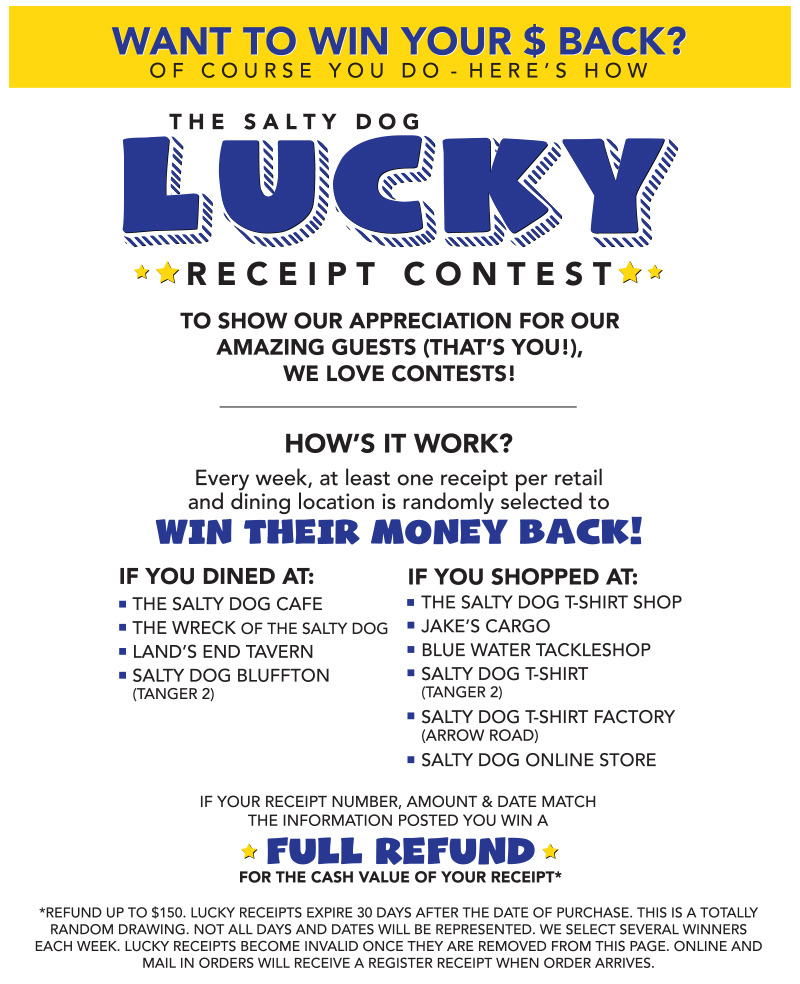 WANT TO WIN YOUR $ BACK?
OF COURSE YOU DO - HERE'S HOW
THE SALTY DOG
LUCKY
RECEIPT CONTEST
TO SHOW OUR APPRECIATION FOR OUR
AMAZING GUESTS (THAT'S YOU!),
WE LOVE CONTESTS!
HOW'S IT WORK?
Every week, at least one receipt per retail
and dining location is randomly selected to
WIN THEIR MONEY BACK!
IF YOU DINED AT:
THE SALTY DOG CAFE
THE WRECK OF THE SALTY DOG
LAND'S END TAVERN
SALTY DOG BLUFFTON
(TANGER 2)
IF YOU SHOPPED AT:
THE SALTY DOG T-SHIRT SHOP
JAKE'S CARGO
BLUE WATER TACKLESHOP
SALTY DOG T-SHIRT
(TANGER 2)
SALTY DOG T-SHIRT FACTORY
(ARROW ROAD)
SALTY DOG ONLINE STORE
IF YOUR RECEIPT NUMBER, AMOUNT & DATE MATCH
THE INFORMATION POSTED YOU WIN A
FULL REFUND
FOR THE CASH VALUE OF YOUR RECEIPT*
*REFUND UP TO $150. LUCKY RECEIPTS EXPIRE 30 DAYS AFTER THE DATE OF PURCHASE. THIS IS A TOTALLY
RANDOM DRAWING. NOT ALL DAYS AND DATES WILL BE REPRESENTED. WE SELECT SEVERAL WINNERS
EACH WEEK. LUCKY RECEIPTS BECOME INVALID ONCE THEY ARE REMOVED FROM THIS PAGE. ONLINE AND
MAIL IN ORDERS WILL RECEIVE A REGISTER RECEIPT WHEN ORDER ARRIVES.